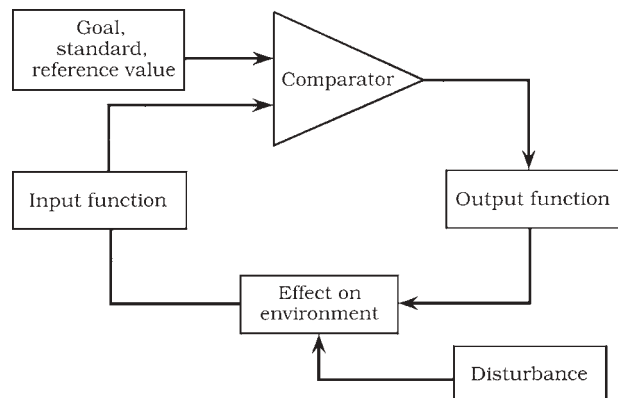 Goal,
standard,
reference value
Comparator
Input function
Output function
Effect on
environment
Disturbance